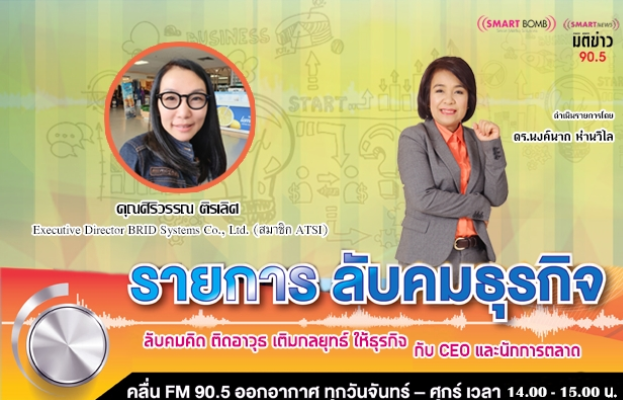 SMART BOMB
SMART NEWS
มิติข่าว
90.5
BUSINESS
START
START
ดำเนินรายการโดย
ดร.นงค์นาถ ห่านวิไล
คุณศิริวรรณ ติรเลิศ
Executive Director BRID Systems Co., Ltd. (สมาชิก ATSI)
รายการ ลับคมธุรกิจ
ลับคมคิด ติดอาวุธ เติมกลยุทธ์ ให้ธุรกิจ กับ CEO และนักการตลาด
คลื่น FM 90.5 ออกอากาศ ทุกวันจันทร์ – ศุกร์ เวลา 14.00 - 15.00 น.